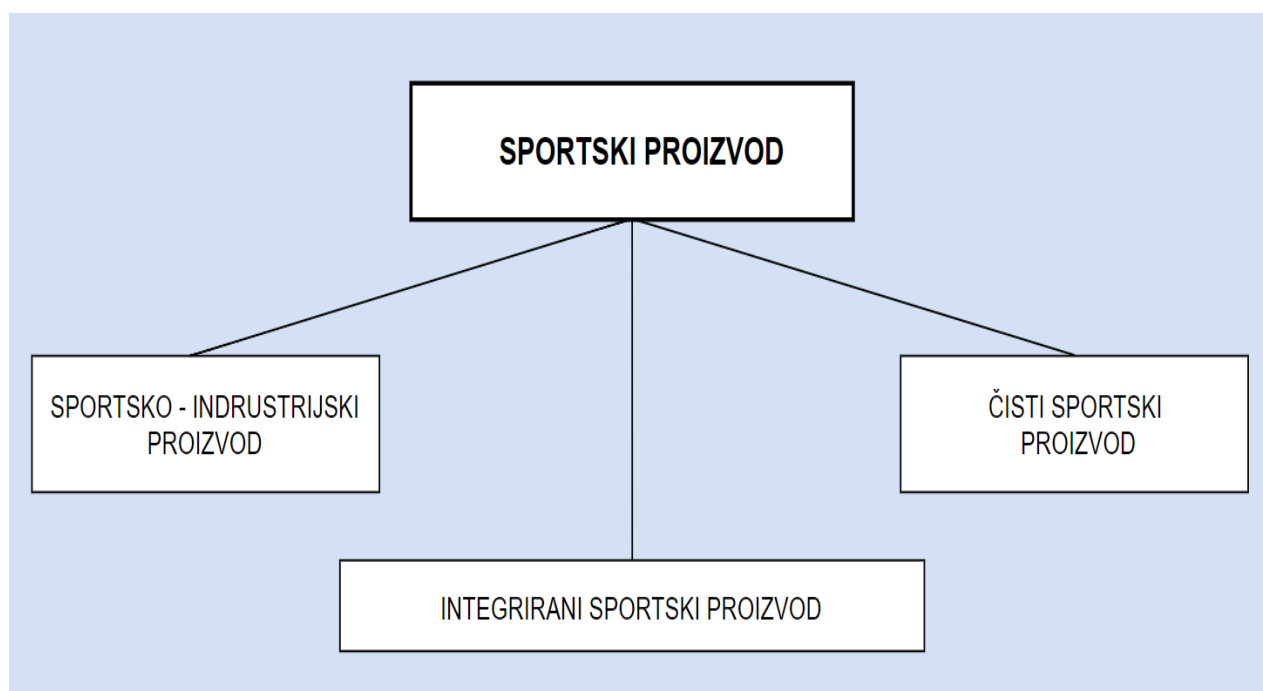 SPORTSKI PROIZVOD
SPORTSKO - INDRUSTRIJSKI
PROIZVOD
ČISTI SPORTSKI
PROIZVOD
INTEGRIRANI SPORTSKI PROIZVOD